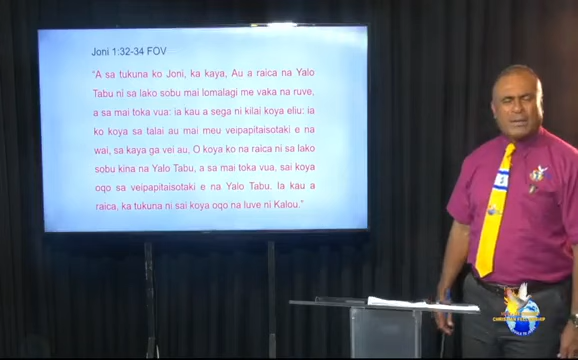 Joni 1:32-34 FOV
"A sa tukuna ko Joni, ka kaya, Au a raica na Yalo
Tabu ni sa lako sobu mai lomalagi me vaka na ruve,
a sa mai toka vua: ia kau a sega ni kilai koya eliu: ia
ko koya sa talai au mai meu veipapitaisotaki e na
wai, sa kaya ga vei au, O koya ko na raica ni sa lako
sobu kina na Yalo Tabu, a sa mai toka vua, sai koya
oqo sa veipapitaisotaki e na Yalo Tabu. Ia kau a
raica, ka tukuna ni sai koya oqo na luve ni Kalou."